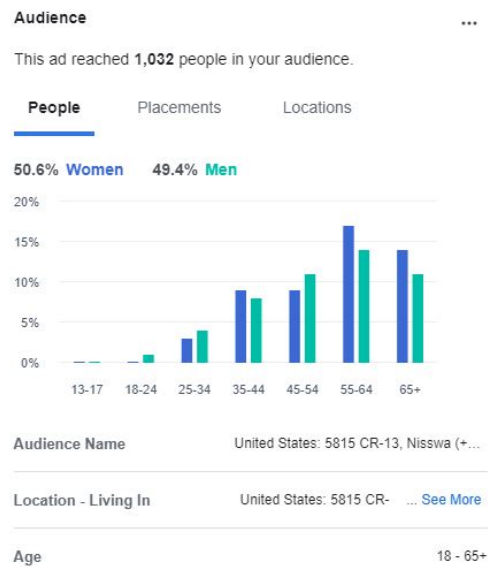 Audience
...
This ad reached 1,032 people in your audience.
People Placements Locations
50.6% Women 49.4% Men
20%
15%
10%
5%
0%
13-17 18-24 25-34 35-44 45-54 55-64 65+
Audience Name United States: 5815 CR-13, Nisswa (+...
Location - Living In United States: 5815 CR- ... See More
Age 18 - 65+